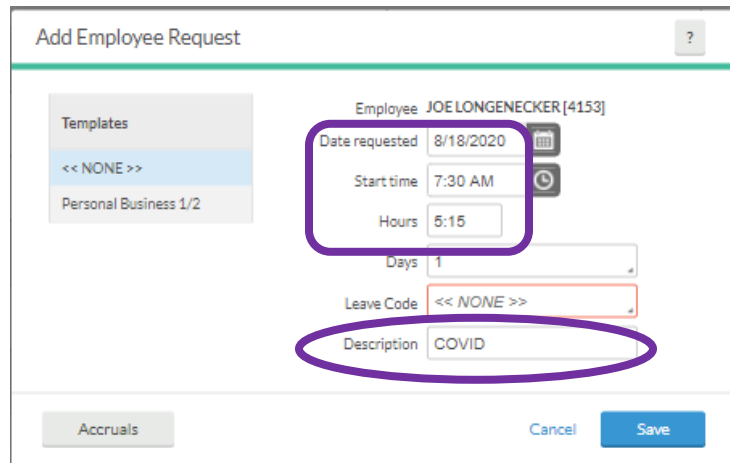 Add Employee Request ?
Templates
<< NONE >>
Personal Business 1/2
Employee JOE LONGENECKER [4153]
Date requested 8/18/2020
Start time 7:30 AM
Hours 5:15
Days 1
Leave Code << NONE >>
Description COVID
Accruals Cancel Save